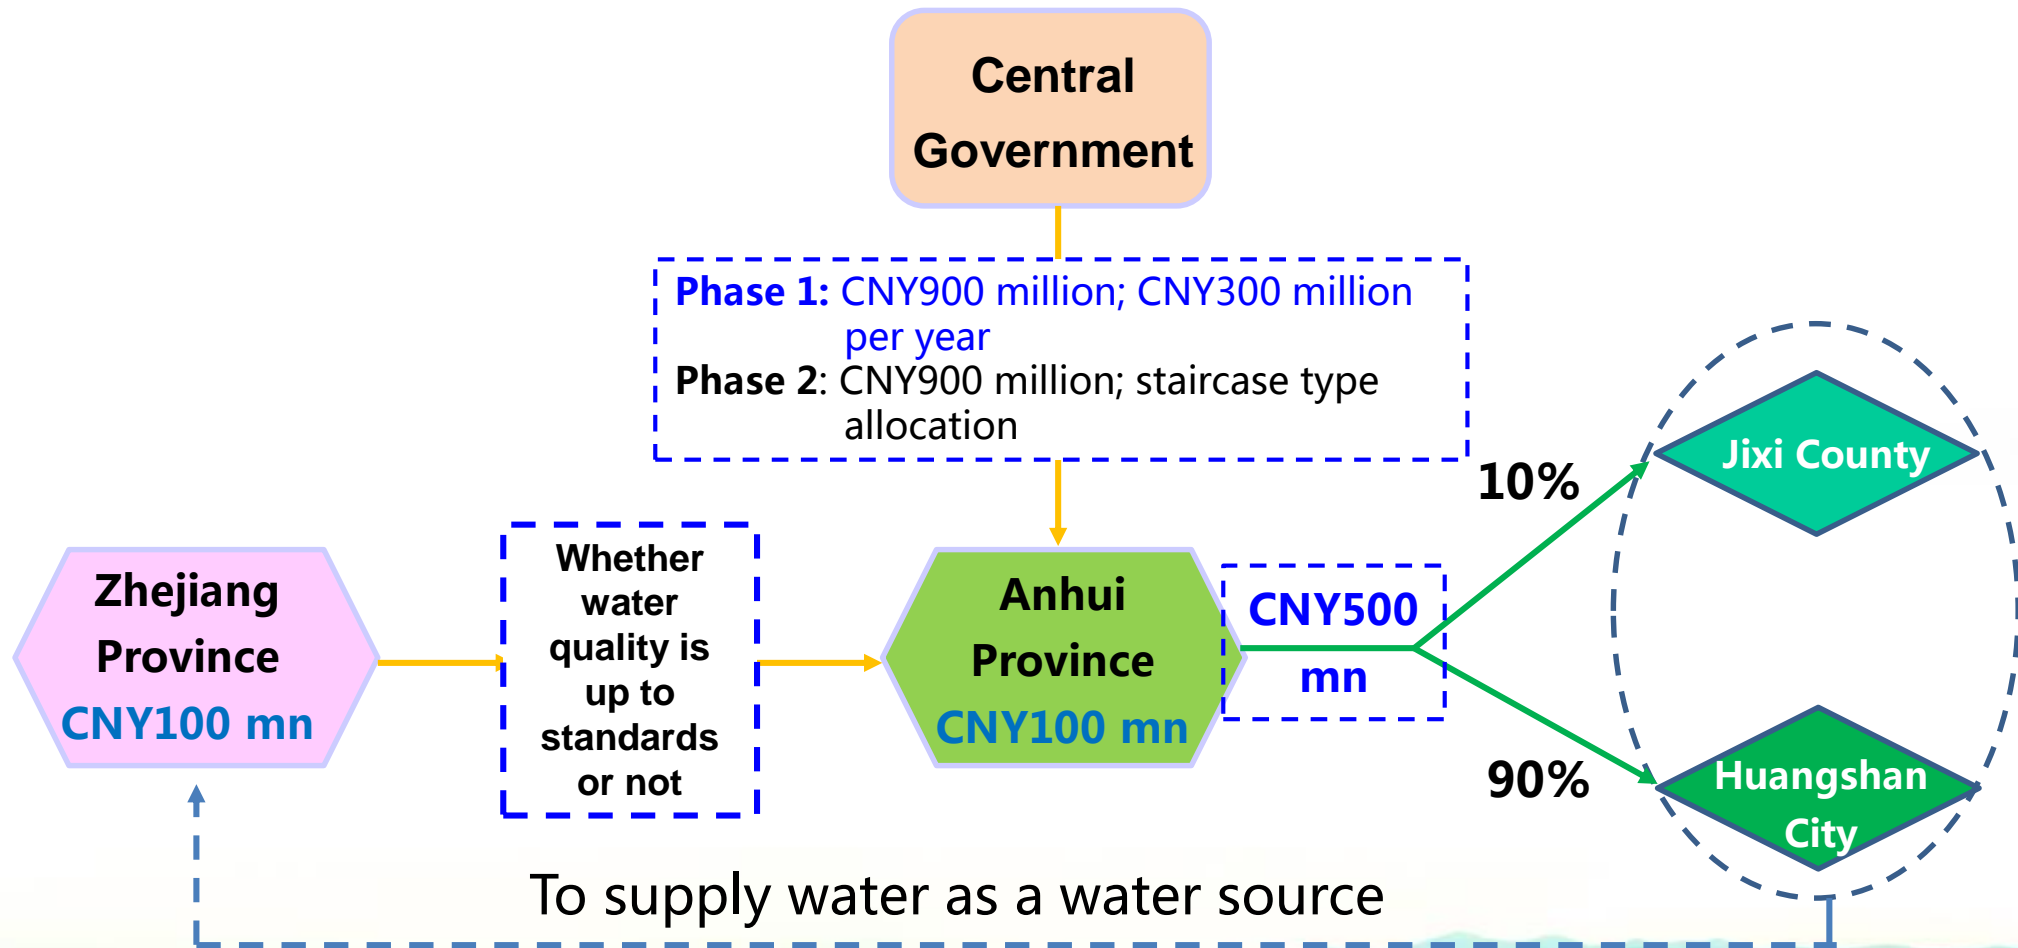 Central
Government
Phase 1: CNY900 million; CNY300 million
per year
Phase 2: CNY900 million; staircase type
allocation
Zhejiang
Province
CNY100 mn
Whether
water
quality is
up to
standards
or not
Anhui
Province
CNY100 mn
CNY500
mn
10%
90%
Jixi County
Huangshan
City
To supply water as a water source